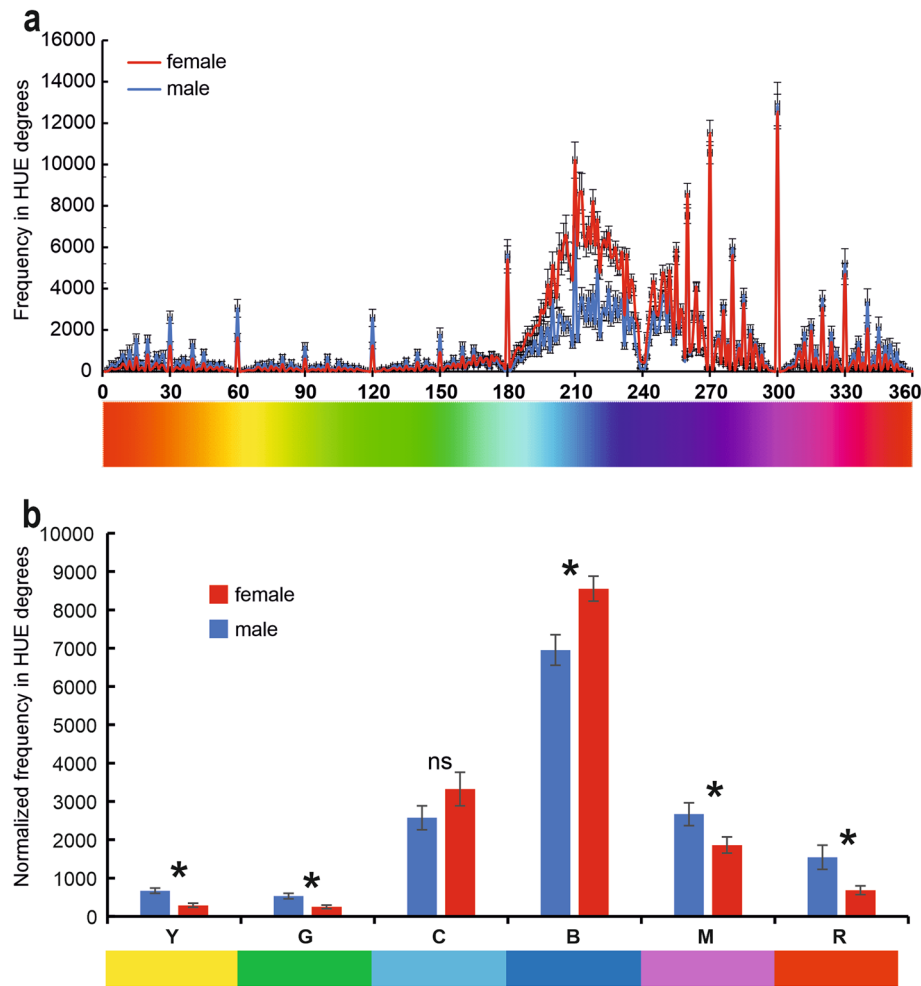 a
Frequency in HUE degrees
16000
14000
12000
10000
8000
6000
4000
2000
0
female
male
0 30 60 90 120 150 180 210 240 270 300 330 360
b
Normalized frequency in HUE degrees
10000
9000
8000
7000
6000
5000
4000
3000
2000
1000
0
female
male
* * ns * * *
Y G C B M R